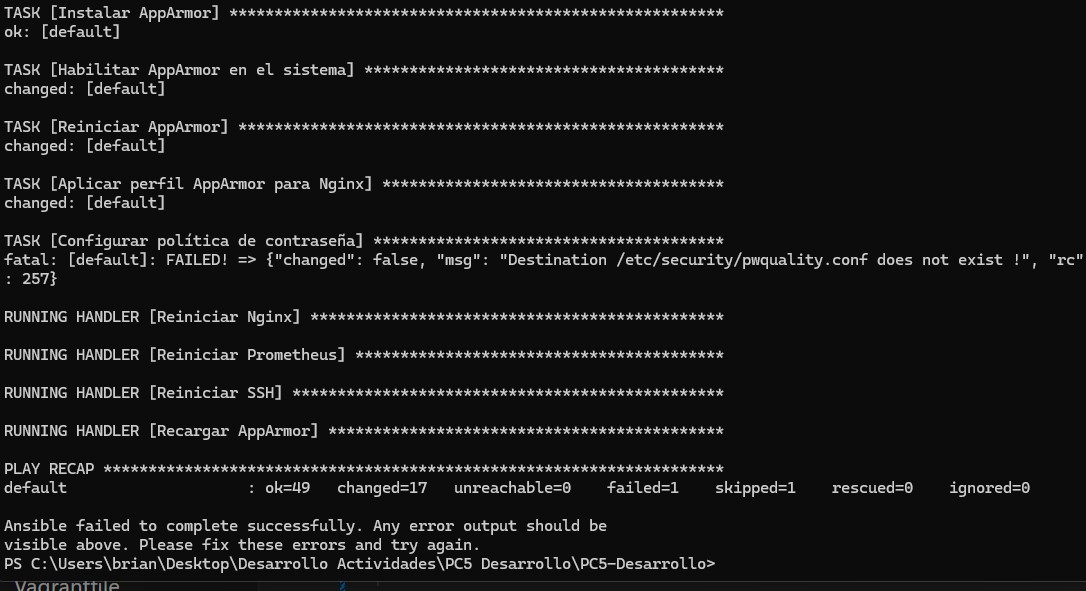 TASK [Instalar AppArmor] *******************************************************
ok: [default]
TASK [Habilitar AppArmor en el sistema] ****************************************
changed: [default]
TASK [Reiniciar AppArmor] ******************************************************
changed: [default]
TASK [Aplicar perfil AppArmor para Nginx] **************************************
changed: [default]
TASK [Configurar política de contraseña] ***************************************
fatal: [default]: FAILED! => {"changed": false, "msg": "Destination /etc/security/pwquality.conf does not exist !", "rc"
: 257}
RUNNING HANDLER [Reiniciar Nginx] **********************************************
RUNNING HANDLER [Reiniciar Prometheus] *****************************************
RUNNING HANDLER [Reiniciar SSH] ************************************************
RUNNING HANDLER [Recargar AppArmor] ********************************************
PLAY RECAP *********************************************************************
default                    : ok=49   changed=17   unreachable=0    failed=1    skipped=1    rescued=0    ignored=0
Ansible failed to complete successfully. Any error output should be
visible above. Please fix these errors and try again.
PS C:\Users\brian\Desktop\Desarrollo Actividades\PC5 Desarrollo\PC5-Desarrollo>
Vagrantfile